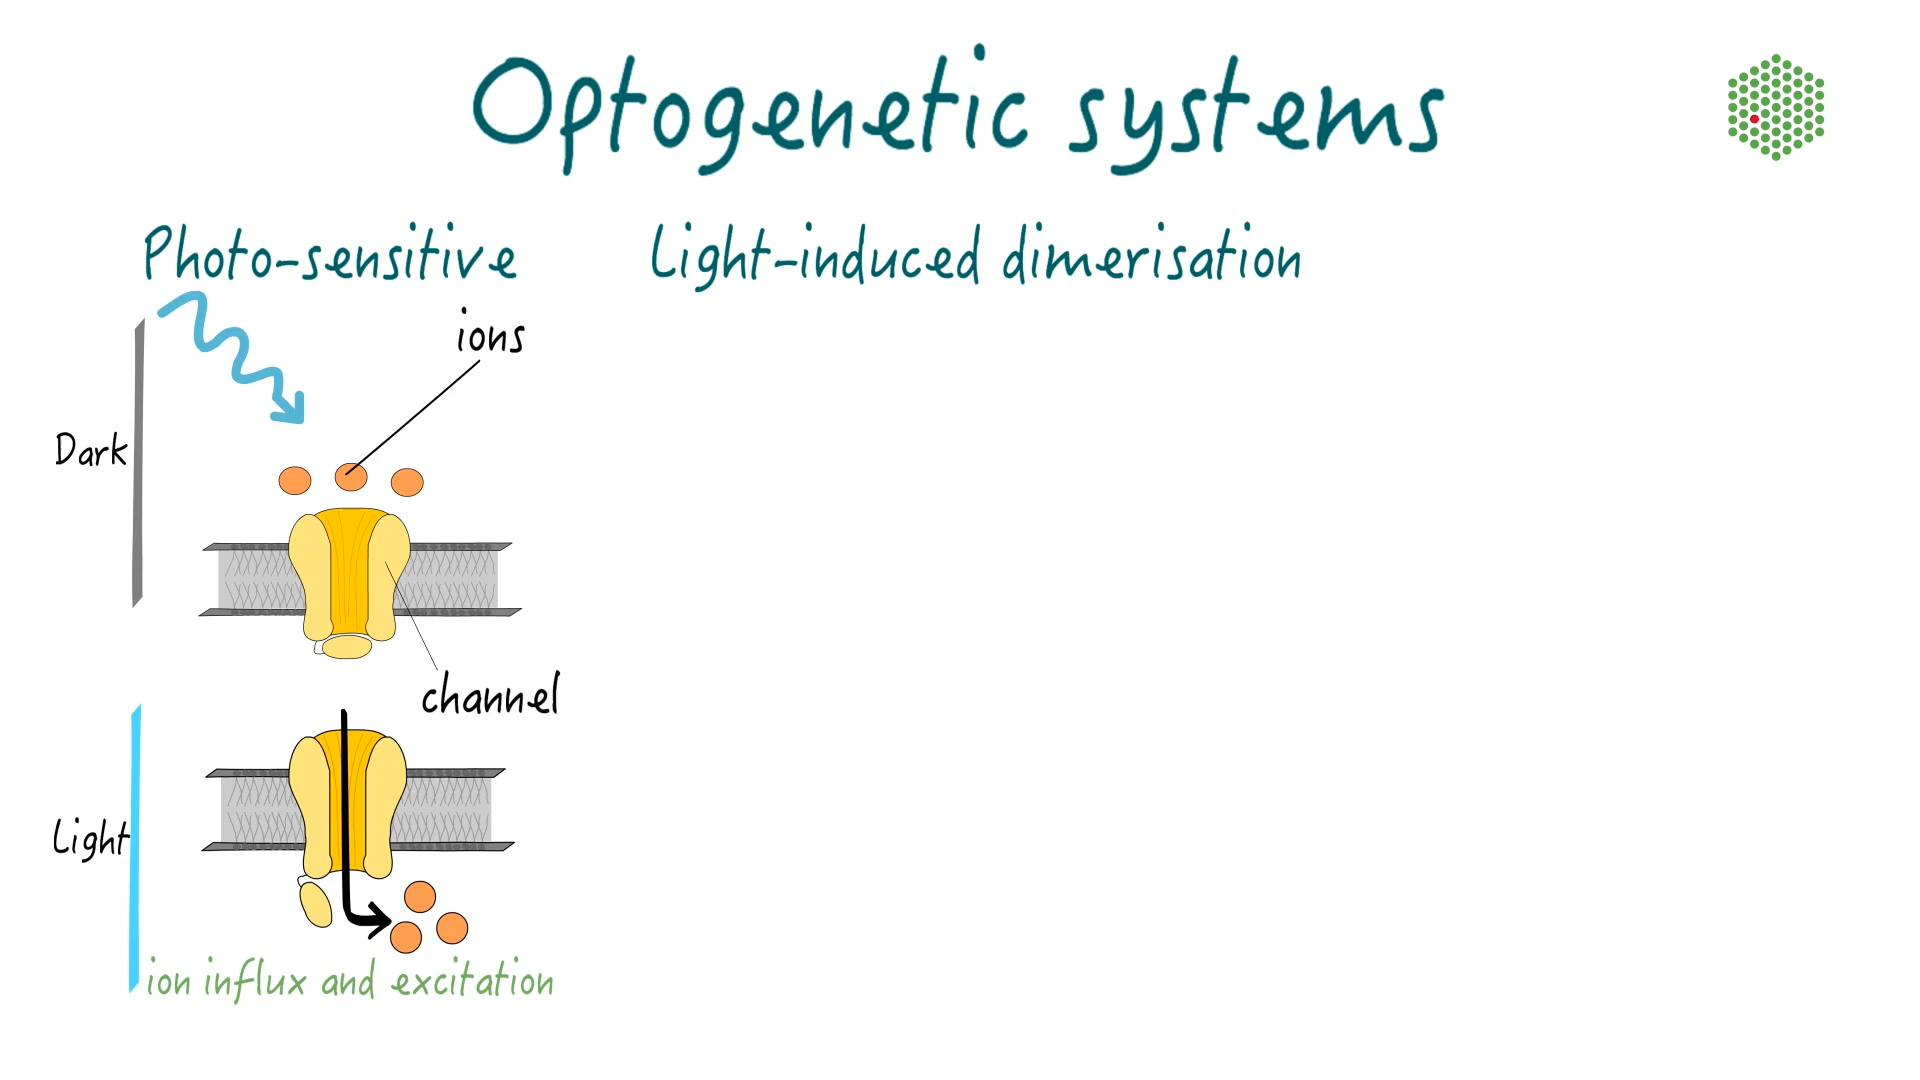 Optogenetic systems
Photo-sensitive
Light-induced dimerisation
ions
Dark
channel
Light
ion influx and excitation